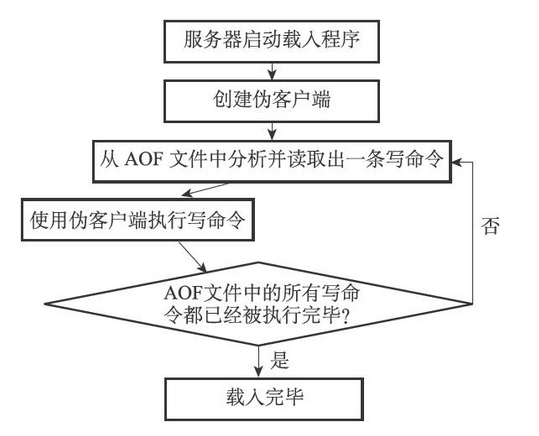 服务器启动载入程序
创建伪客户端
从 AOF 文件中分析并读取出一条写命令
使用伪客户端执行写命令
否
AOF文件中的所有写命
令都已经被执行完毕?
是
载入完毕